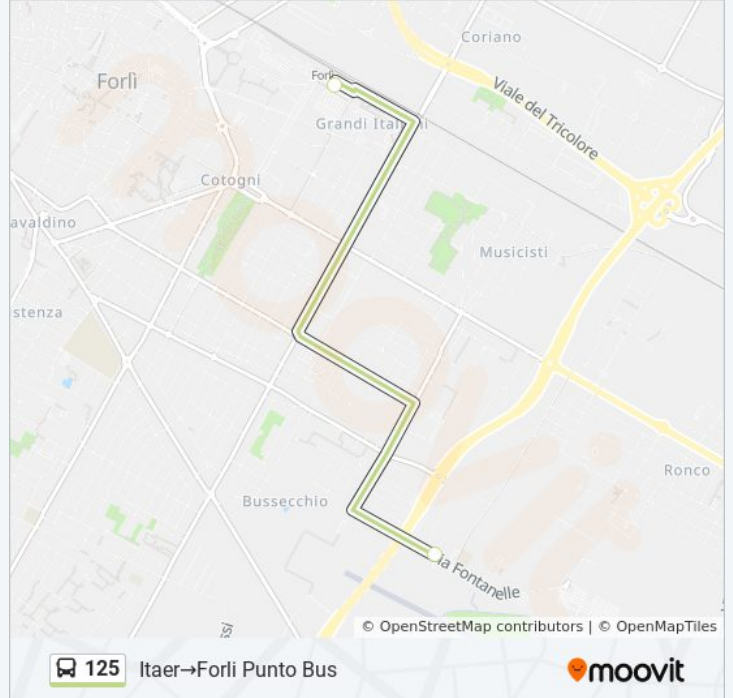 Coriano
Forlì
Forlì
Viale del Tricolore
Grandi Italiani
Cotogni
avaldino
Musicisti
stenza
Ronco
Bussecchio
ia Fontanelle
si
© OpenStreetMap contributors | © OpenMapTiles
125 Itaer→Forli Punto Bus
moovit